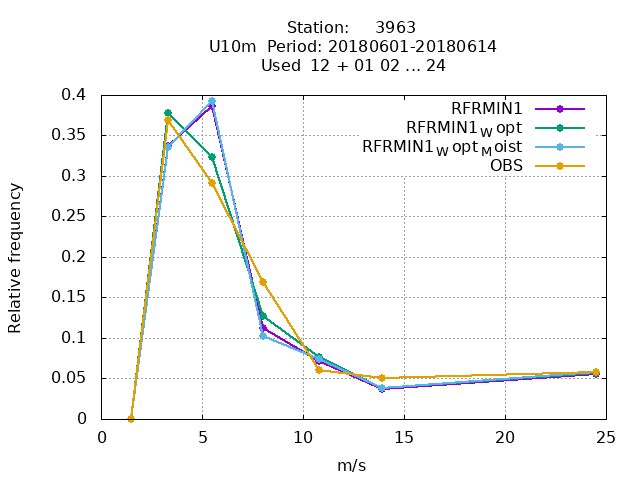 Station: 3963
U10m Period: 20180601-20180614
Used 12 + 01 02 ... 24
0.4
0.35
0.3
0.25
0.2
0.15
0.1
0.05
0
Relative frequency
RFRMIN1
RFRMIN1_Wopt
RFRMIN1_Wopt_Moist
OBS
0 5 10 15 20 25
m/s